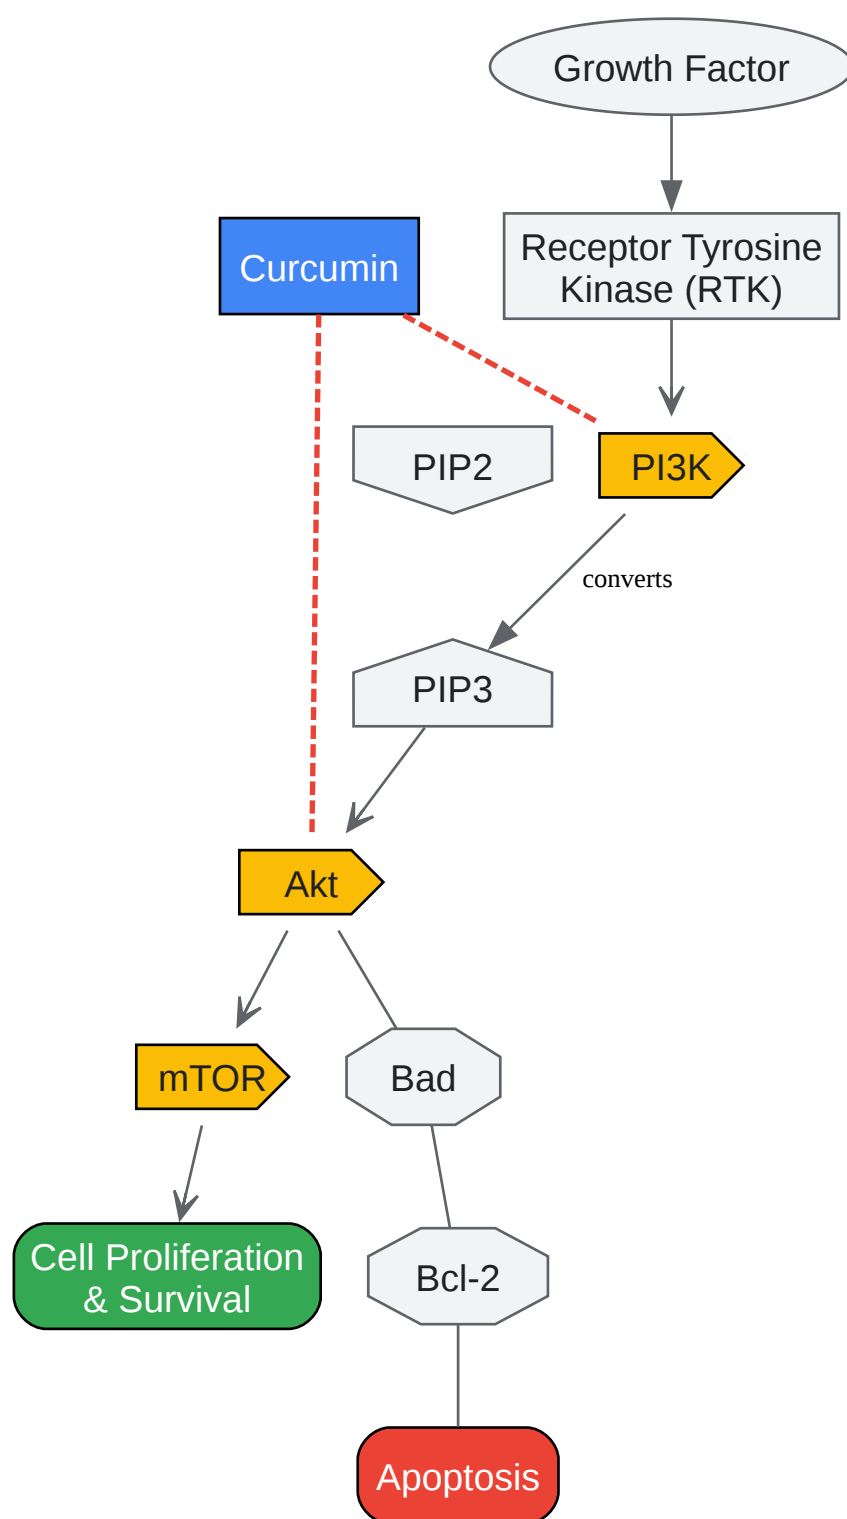 Growth Factor
Receptor Tyrosine
Kinase (RTK)
Curcumin
PIP2
PI3K
converts
PIP3
Akt
mTOR
Bad
Cell Proliferation
& Survival
Bcl-2
Apoptosis